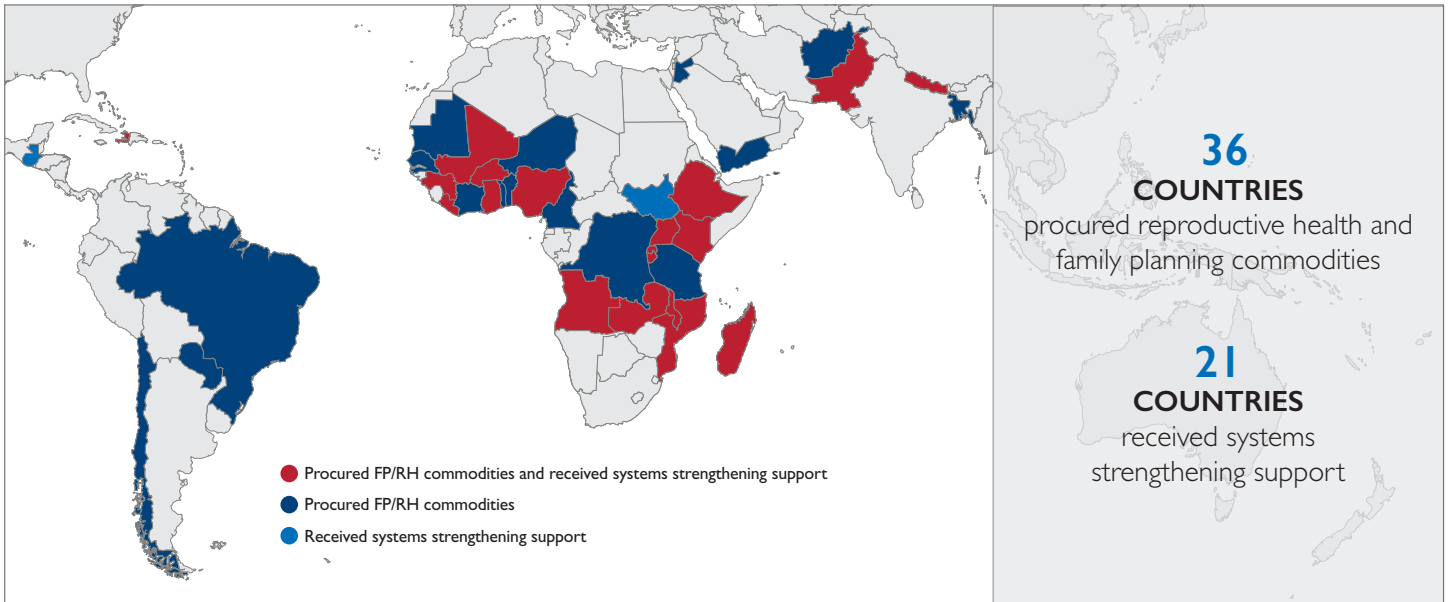 36
COUNTRIES
procured reproductive health and
family planning commodities
21
COUNTRIES
received systems
strengthening support
Procured FP/RH commodities and received systems strengthening support
Procured FP/RH commodities
Received systems strengthening support